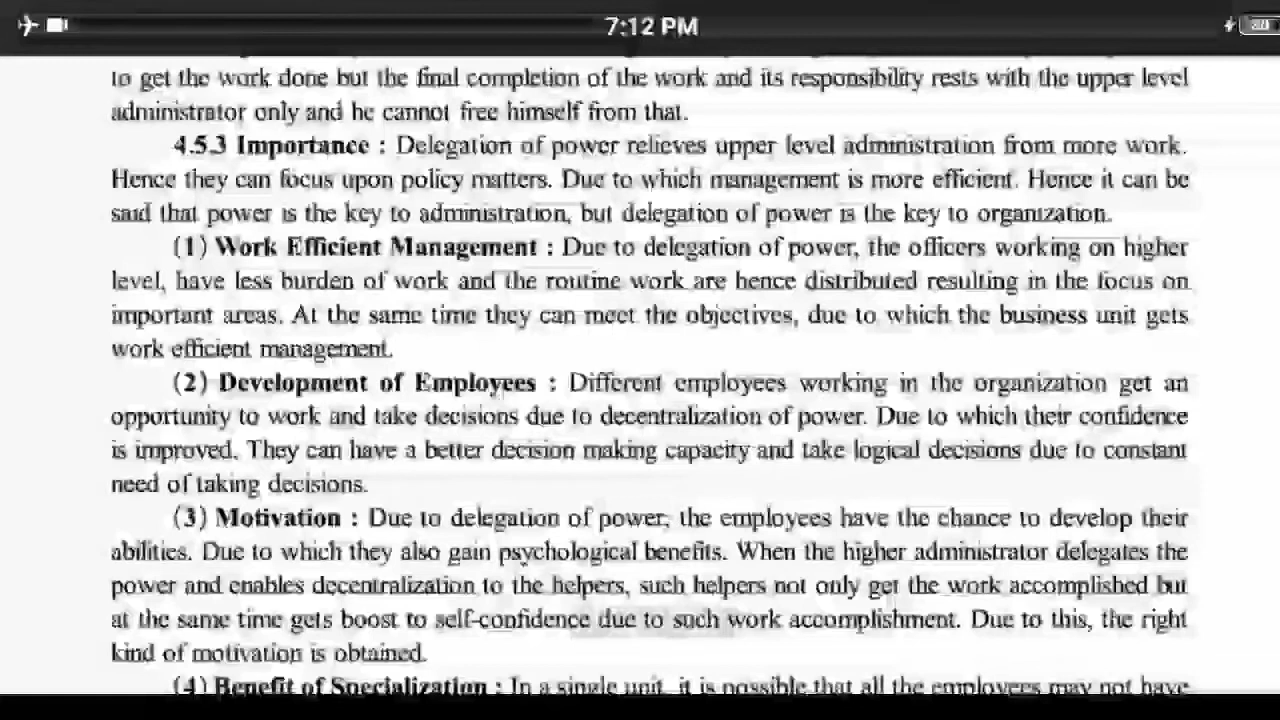 7:12 PM
to get the work done but the final completion of the work and its responsibility rests with the upper level
administrator only and he cannot free himself from that.
4.5.3 Importance : Delegation of power relieves upper level administration from more work.
Hence they can focus upon policy matters. Due to which management is more efficient. Hence it can be
said that power is the key to administration, but delegation of power is the key to organization.
(1) Work Efficient Management : Due to delegation of power, the officers working on higher
level, have less burden of work and the routine work are hence distributed resulting in the focus on
important areas. At the same time they can meet the objectives, due to which the business unit gets
work efficient management.
(2) Development of Employees : Different employees working in the organization get an
opportunity to work and take decisions due to decentralization of power. Due to which their confidence
is improved. They can have a better decision making capacity and take logical decisions due to constant
need of taking decisions.
(3) Motivation : Due to delegation of power, the employees have the chance to develop their
abilities. Due to which they also gain psychological benefits. When the higher administrator delegates the
power and enables decentralization to the helpers, such helpers not only get the work accomplished but
at the same time gets boost to self-confidence due to such work accomplishment. Due to this, the right
kind of motivation is obtained.
(4) Benefit of Specialization : In a single unit, it is possible that all the employees may not have